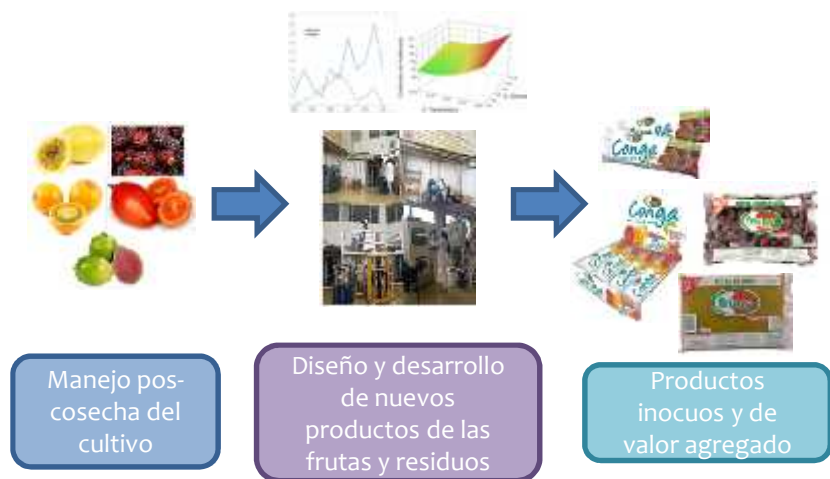 Conga
Conga
Manejo pos-
cosecha del
cultivo
Diseño y desarrollo
de nuevos
productos de las
frutas y residuos
Productos
inocuos y de
valor agregado